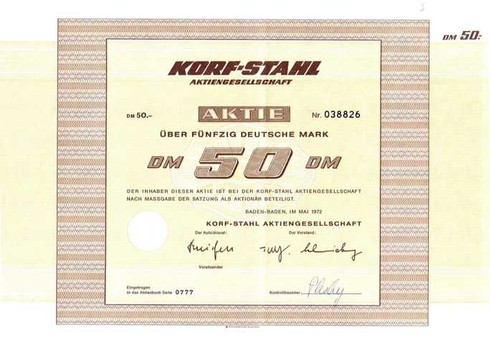 DM 50.-
KORF-STAHL
AKTIENGESELLSCHAFT
DM 50.–
AKTIE
Nr. 038826
ÜBER FÜNFZIG DEUTSCHE MARK
DM 50 DM
DER INHABER DIESER AKTIE IST BEI DER KORF-STAHL AKTIENGESELLSCHAFT
NACH MASSGABE DER SATZUNG ALS AKTIONÄR BETEILIGT.
BADEN-BADEN, IM MAI 1972
KORF-STAHL AKTIENGESELLSCHAFT
Der Aufsichtsrat: Der Vorstand:
Vorsitzender
Eingetragen
in das Aktienbuch Seite 0777
Kontrollbeamter